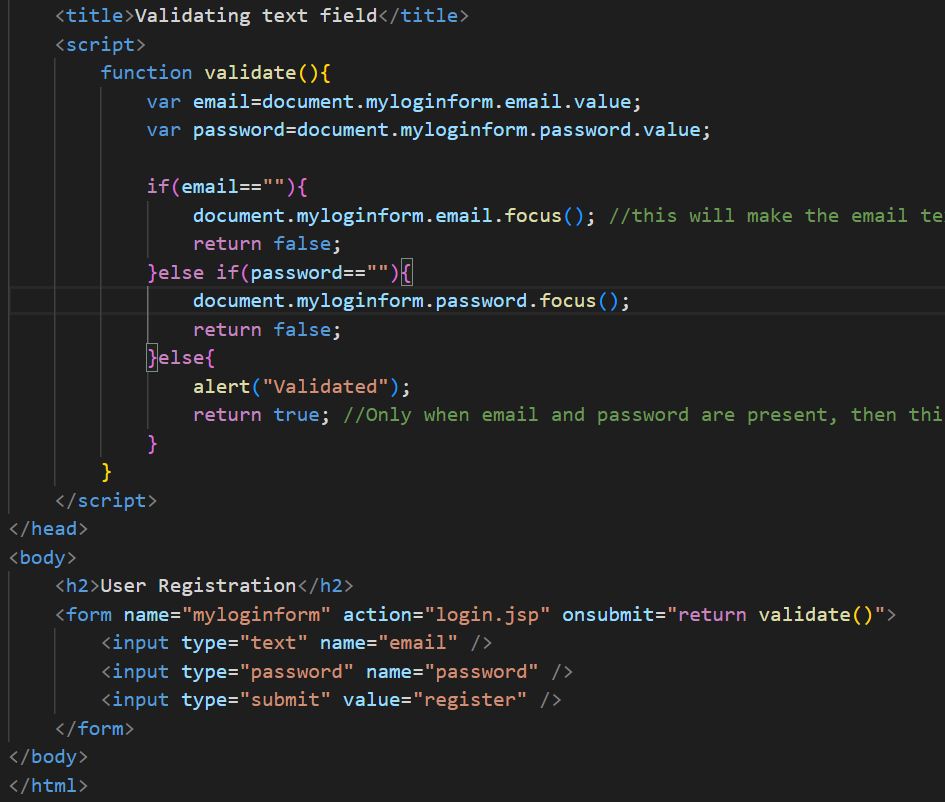 <title>Validating text field</title>
<script>
function validate(){
var email=document.myloginform.email.value;
var password=document.myloginform.password.value;
if(email==""){
document.myloginform.email.focus(); //this will make the email te
return false;
}else if(password==""){
document.myloginform.password.focus();
return false;
}else{
alert("Validated");
return true; //Only when email and password are present, then thi
}
}
</script>
</head>
<body>
<h2>User Registration</h2>
<form name="myloginform" action="login.jsp" onsubmit="return validate()">
<input type="text" name="email" />
<input type="password" name="password" />
<input type="submit" value="register" />
</form>
</body>
</html>